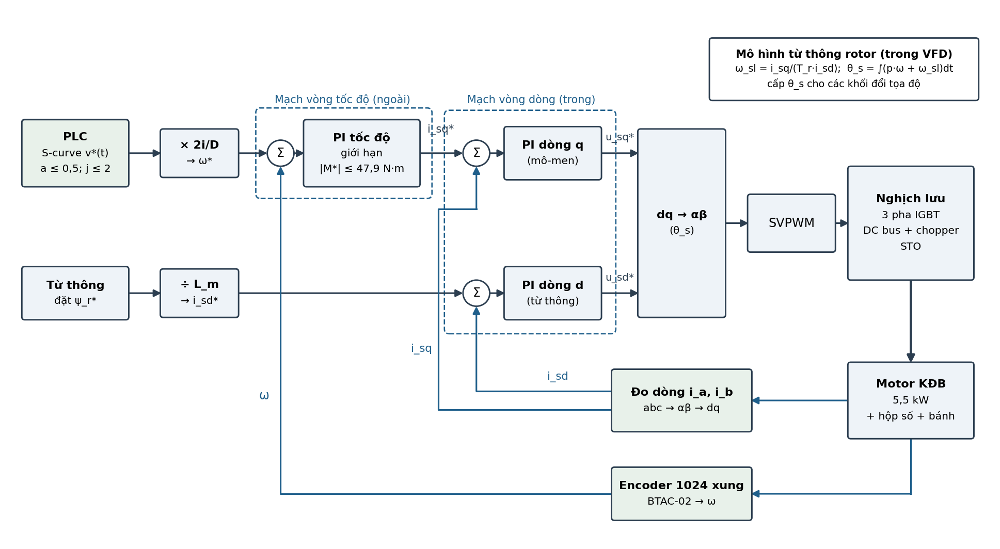 Mô hình từ thông rotor (trong VFD)
ω_sl = i_sq/(T_r·i_sd);  θ_s = ∫(p·ω + ω_sl)dt
cấp θ_s cho các khối đổi tọa độ
Mạch vòng tốc độ (ngoài)
Mạch vòng dòng (trong)
PLC
S-curve v*(t)
a ≤ 0,5; j ≤ 2
× 2i/D
→ ω*
Σ
PI tốc độ
giới hạn
|M*| ≤ 47,9 N·m
i_sq*
Σ
PI dòng q
(mô-men)
u_sq*
dq → αβ
(θ_s)
SVPWM
Nghịch lưu
3 pha IGBT
DC bus + chopper
STO
Từ thông
đặt ψ_r*
÷ L_m
→ i_sd*
Σ
PI dòng d
(từ thông)
u_sd*
i_sq
i_sd
ω
Đo dòng i_a, i_b
abc → αβ → dq
Motor KĐB
5,5 kW
+ hộp số + bánh
Encoder 1024 xung
BTAC-02 → ω